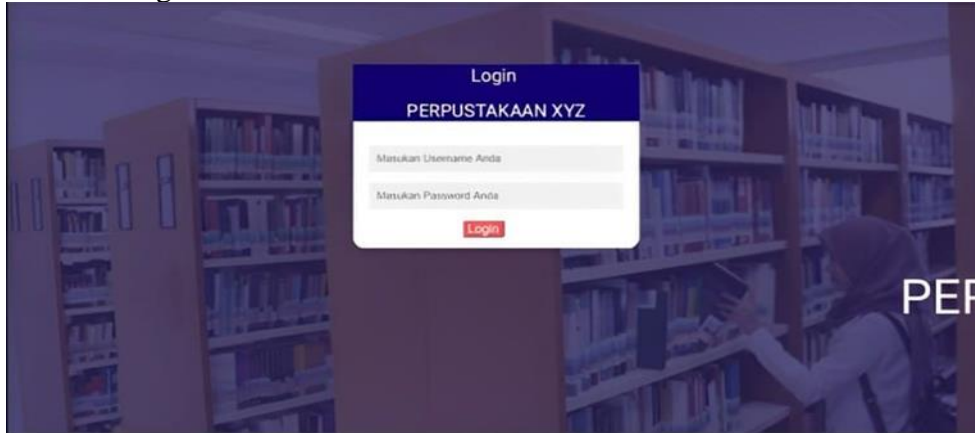 Login
PERPUSTAKAAN XYZ
Masukan Username Anda
Masukan Password Anda
Login
PER